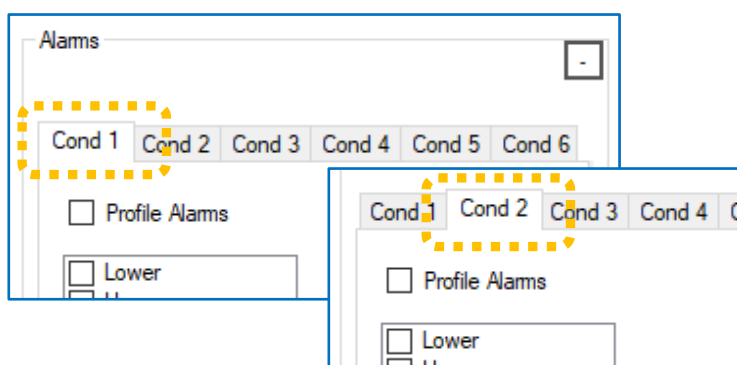 Alarms
-
Cond 1 Cond 2 Cond 3 Cond 4 Cond 5 Cond 6
Profile Alarms
Lower
Cond 1 Cond 2 Cond 3 Cond 4
Profile Alarms
Lower